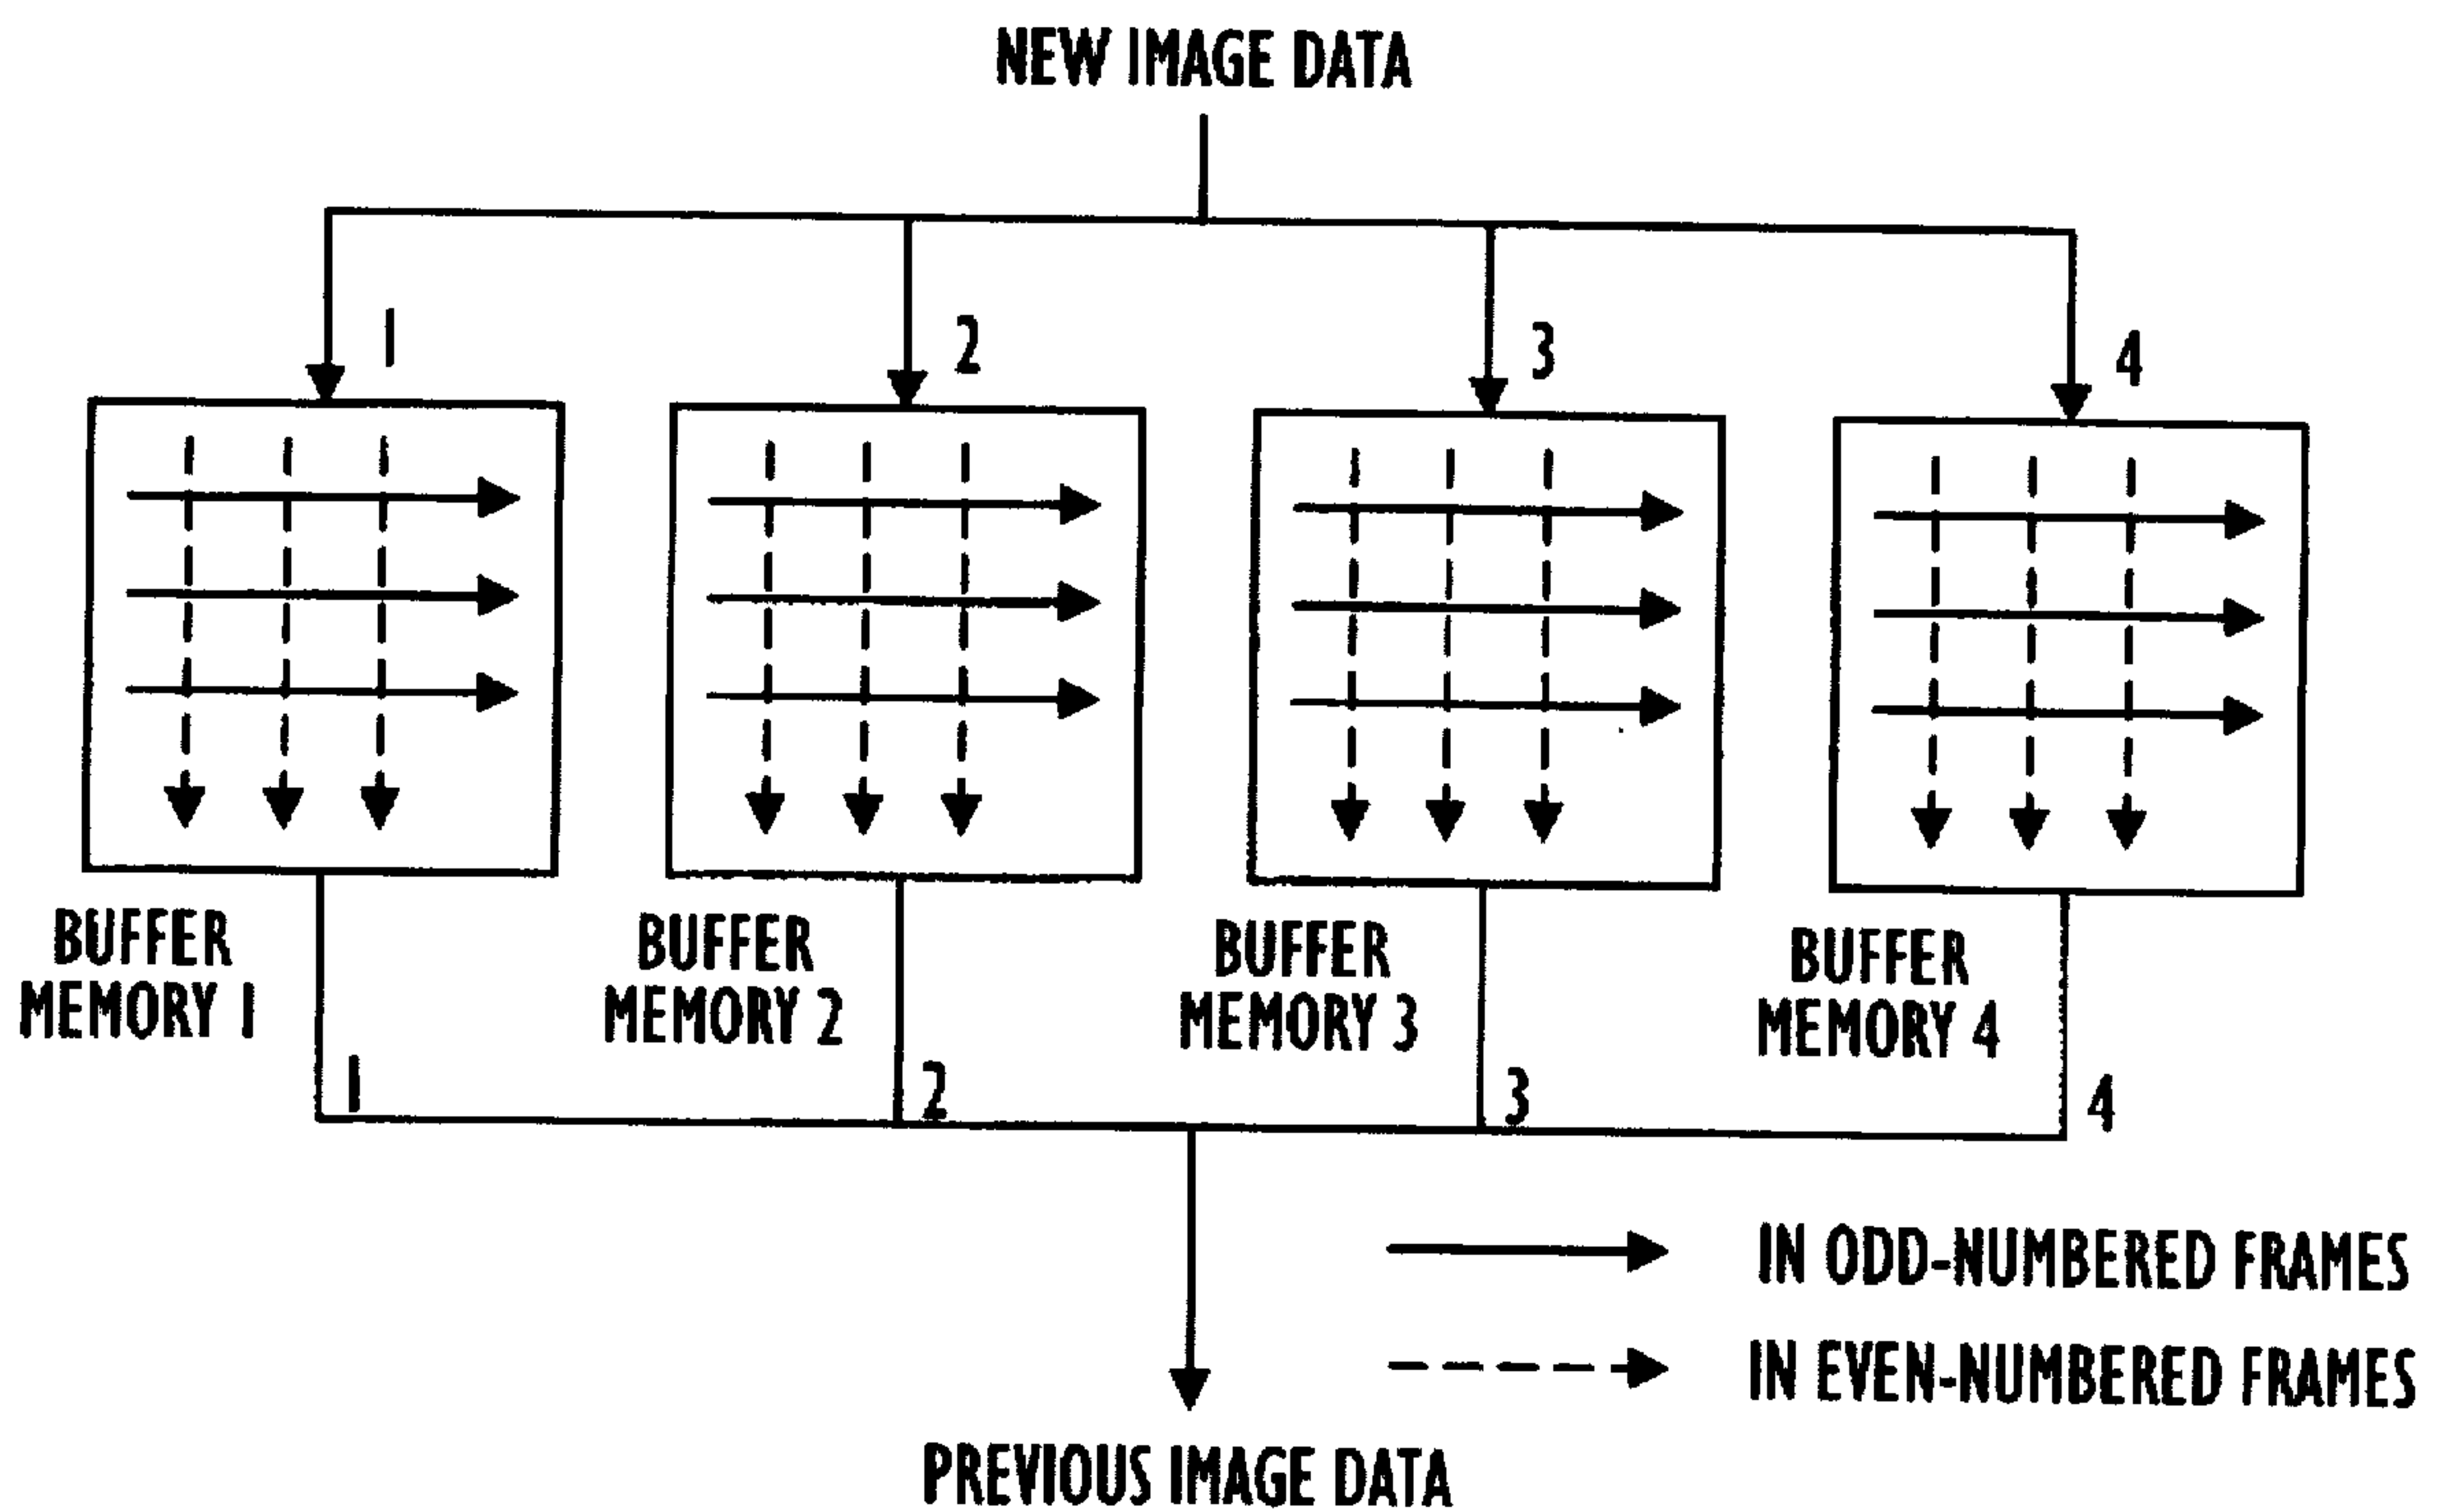 NEW IMAGE DATA
1
2
3
4
BUFFER
MEMORY 1
BUFFER
MEMORY 2
BUFFER
MEMORY 3
BUFFER
MEMORY 4
1
2
3
4
IN ODD-NUMBERED FRAMES
IN EVEN-NUMBERED FRAMES
PREVIOUS IMAGE DATA